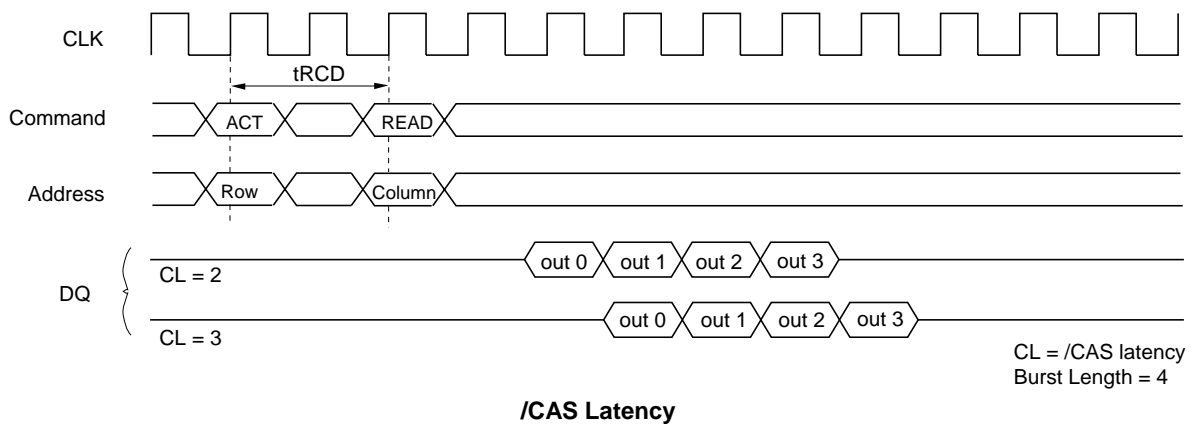 CLK
tRCD
Command
ACT
READ
Address
Row
Column
DQ
CL = 2
out 0
out 1
out 2
out 3
CL = 3
out 0
out 1
out 2
out 3
CL = /CAS latency
Burst Length = 4
/CAS Latency